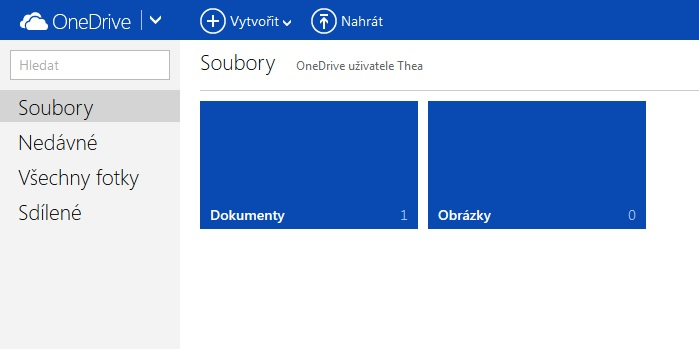 OneDrive Vytvořit Nahrát
Hledat
Soubory
Nedávné
Všechny fotky
Sdílené
Soubory OneDrive uživatele Thea
Dokumenty 1
Obrázky 0